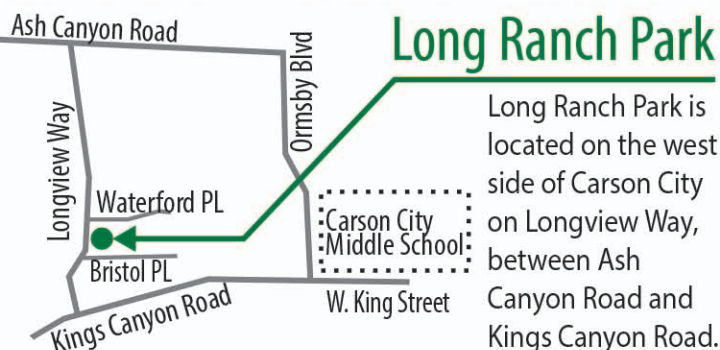 Ash Canyon Road
Ormsby Blvd
Long Ranch Park
Longview Way
Waterford PL
Bristol PL
Kings Canyon Road
Carson City
Middle School
W. King Street
Long Ranch Park is
located on the west
side of Carson City
on Longview Way,
between Ash
Canyon Road and
Kings Canyon Road.